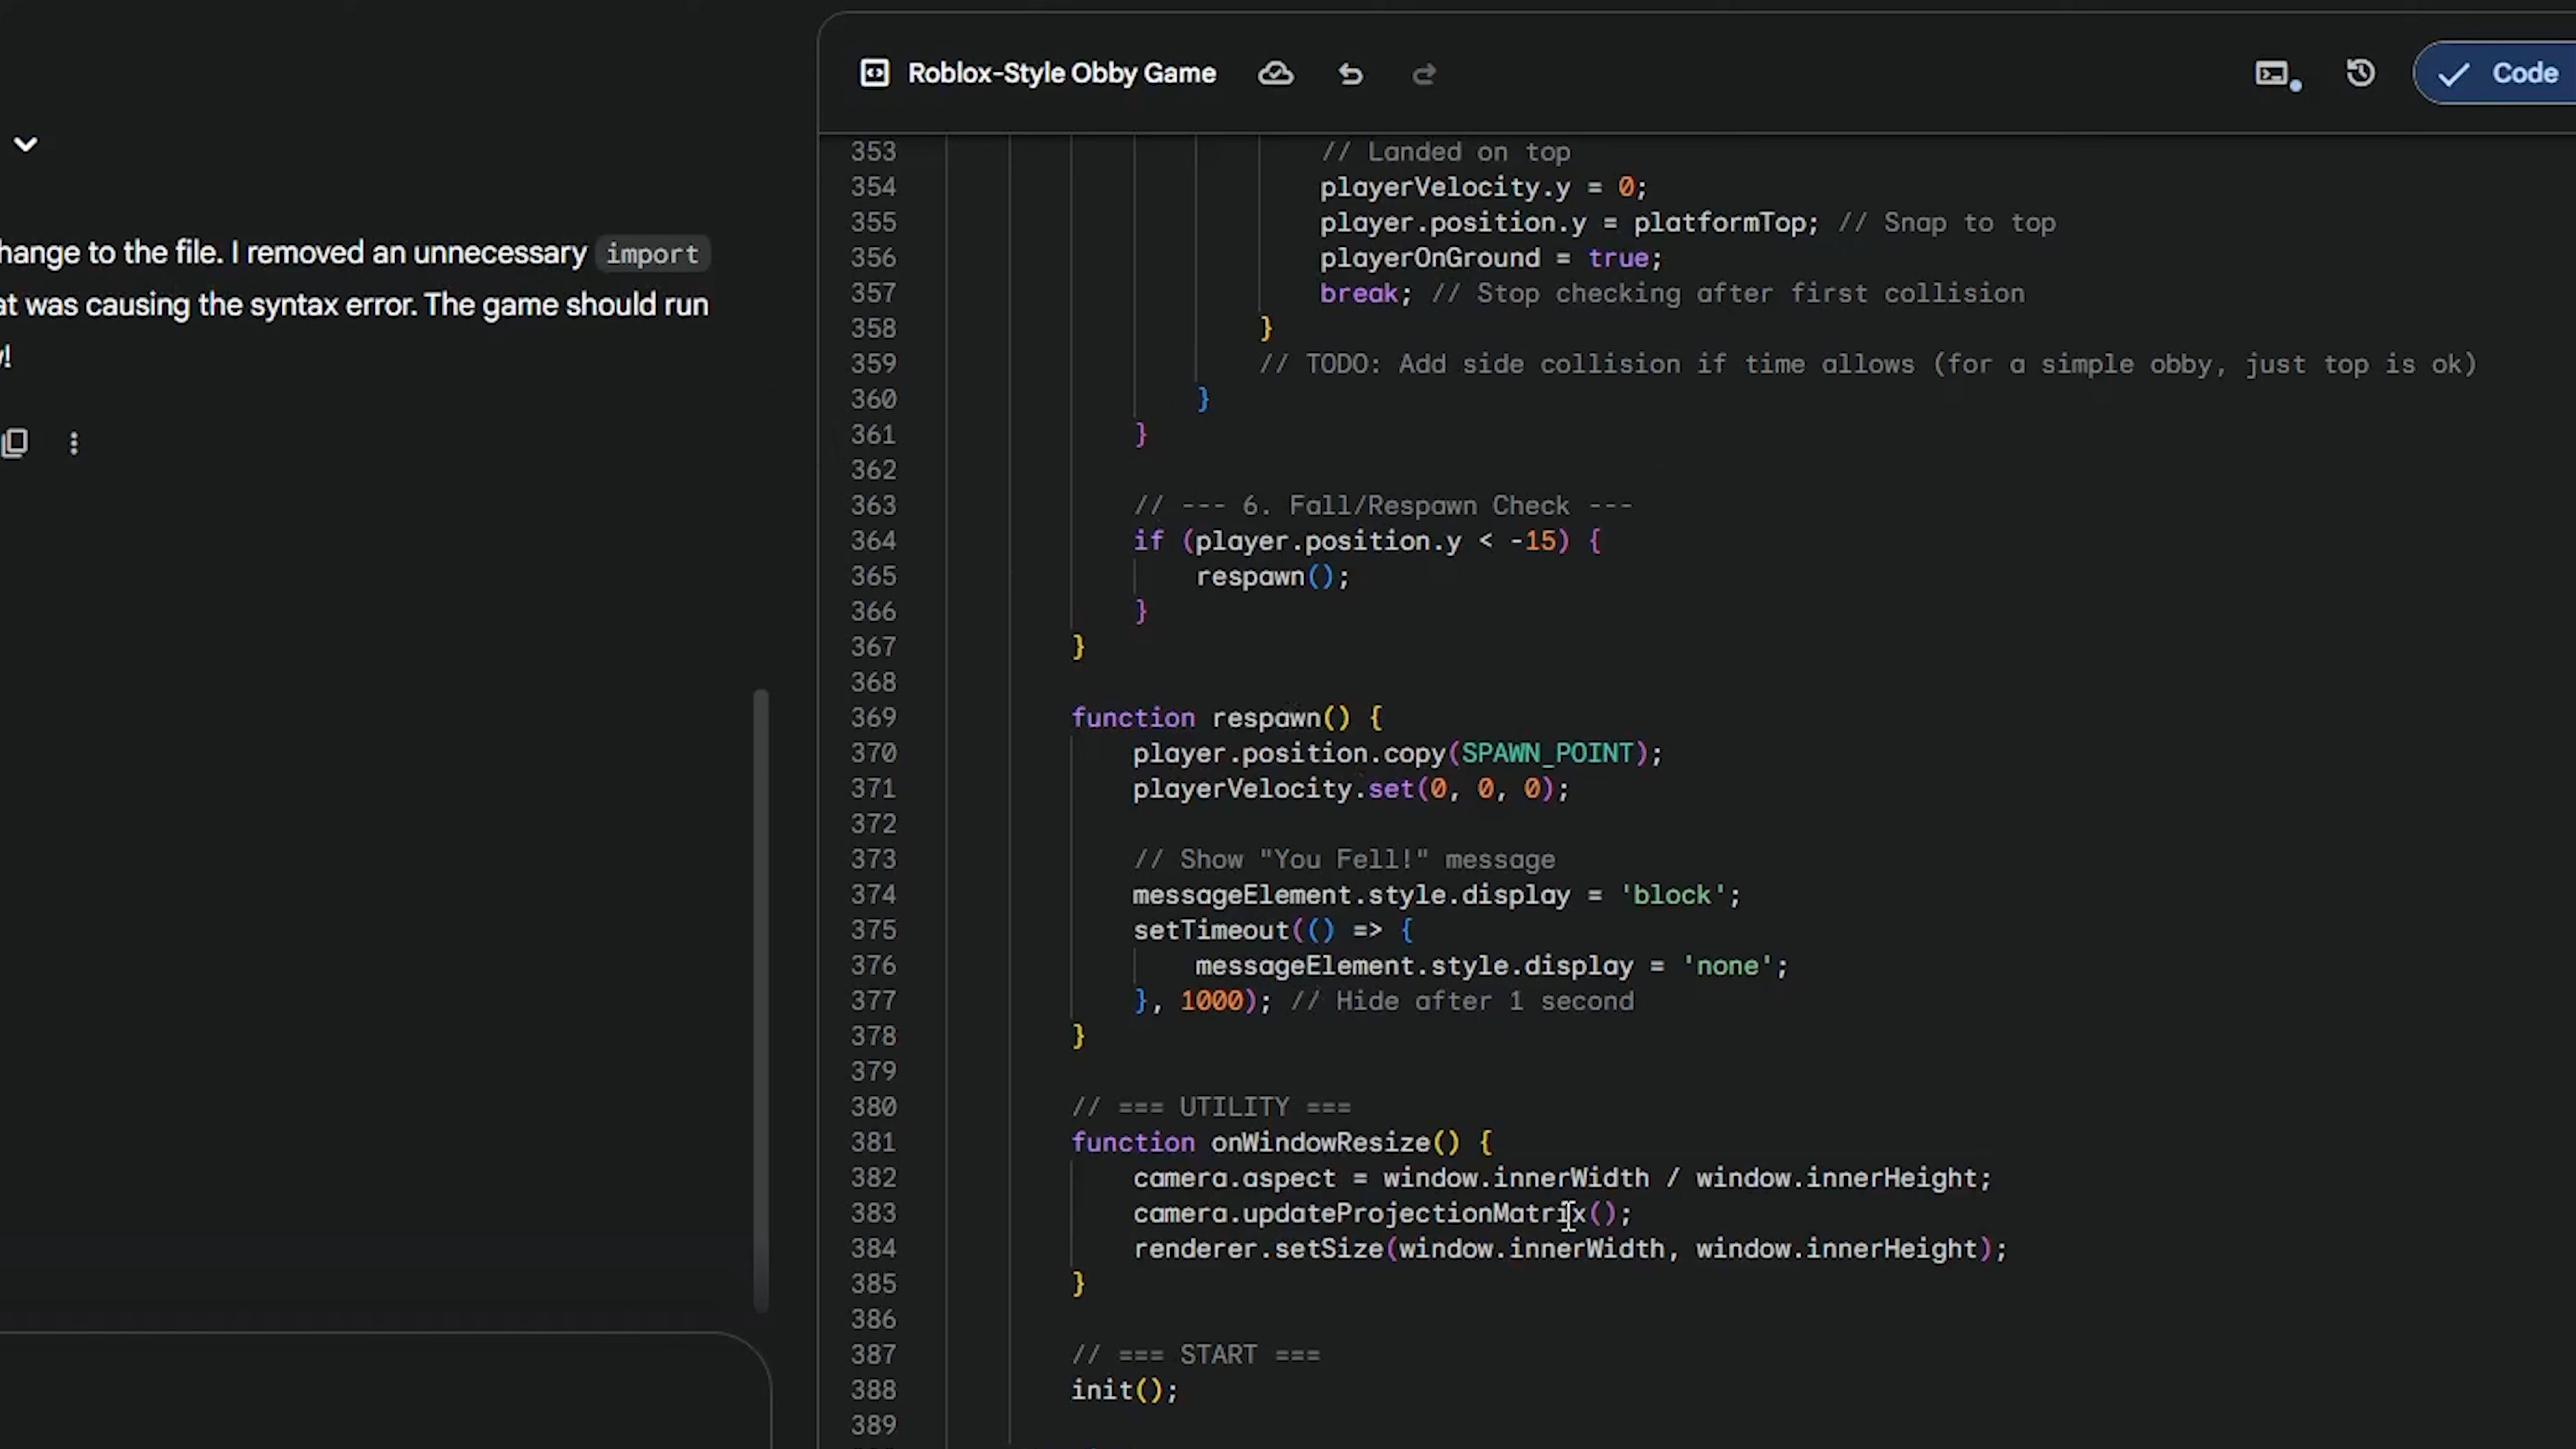 Roblox-Style Obby Game
Code
hange to the file. I removed an unnecessary import
at was causing the syntax error. The game should run
!
353 // Landed on top
354 playerVelocity.y = 0;
355 player.position.y = platformTop; // Snap to top
356 playerOnGround = true;
357 break; // Stop checking after first collision
358 }
359 // TODO: Add side collision if time allows (for a simple obby, just top is ok)
360 }
361 }
362
363 // --- 6. Fall/Respawn Check ---
364 if (player.position.y < -15) {
365 respawn();
366 }
367 }
368
369 function respawn() {
370 player.position.copy(SPAWN_POINT);
371 playerVelocity.set(0, 0, 0);
372
373 // Show "You Fell!" message
374 messageElement.style.display = 'block';
375 setTimeout(() => {
376 messageElement.style.display = 'none';
377 }, 1000); // Hide after 1 second
378 }
379
380 // === UTILITY ===
381 function onWindowResize() {
382 camera.aspect = window.innerWidth / window.innerHeight;
383 camera.updateProjectionMatrix();
384 renderer.setSize(window.innerWidth, window.innerHeight);
385 }
386
387 // === START ===
388 init();
389